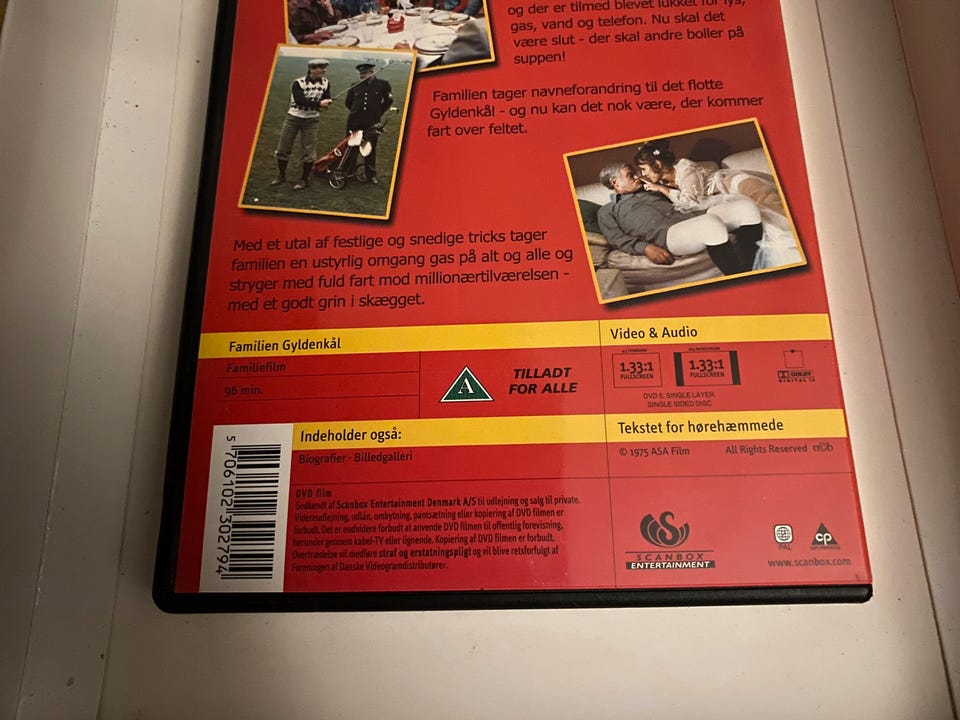 og der er tilmed blevet lukket for lys,
gas, vand og telefon. Nu skal det
være slut - der skal andre boller på
suppen!
Familien tager navneforandring til det flotte
Gyldenkål - og nu kan det nok være, der kommer
fart over feltet.
Med et utal af festlige og snedige tricks tager
familien en ustyrlig omgang gas på alt og alle og
stryger med fuld fart mod millionærtilværelsen -
med et godt grin i skægget.
Familien Gyldenkål
Familiefilm
96 min.
A
TILLADT
FOR ALLE
Video & Audio
1.33:1
FULLSCREEN
1.33:1
FULLSCREEN
DOLBY
DIGITAL
DVD 5: SINGLE LAYER
SINGLE SIDED DISC
Indeholder også:
Biografier - Billedgalleri
Tekstet for hørehæmmede
© 1975 ASA Film All Rights Reserved ncb
DVD film
Godkendt af Scanbox Entertainment Denmark A/S til udlejning og salg til private.
Videreudlejning, udlån, ombytning, pantsætning eller kopiering af DVD filmen er
forbudt. Det er endvidere forbudt at anvende DVD filmen til offentlig forevisning,
herunder gennem kabel-TV eller lignende. Kopiering af DVD filmen er forbudt.
Overtrædelse vil medføre straf og erstatningspligt og vil blive retsforfulgt af
Foreningen af Danske Videogramdistributører.
5 706102 302794
SCANBOX
ENTERTAINMENT
PAL
CP
www.scanbox.com